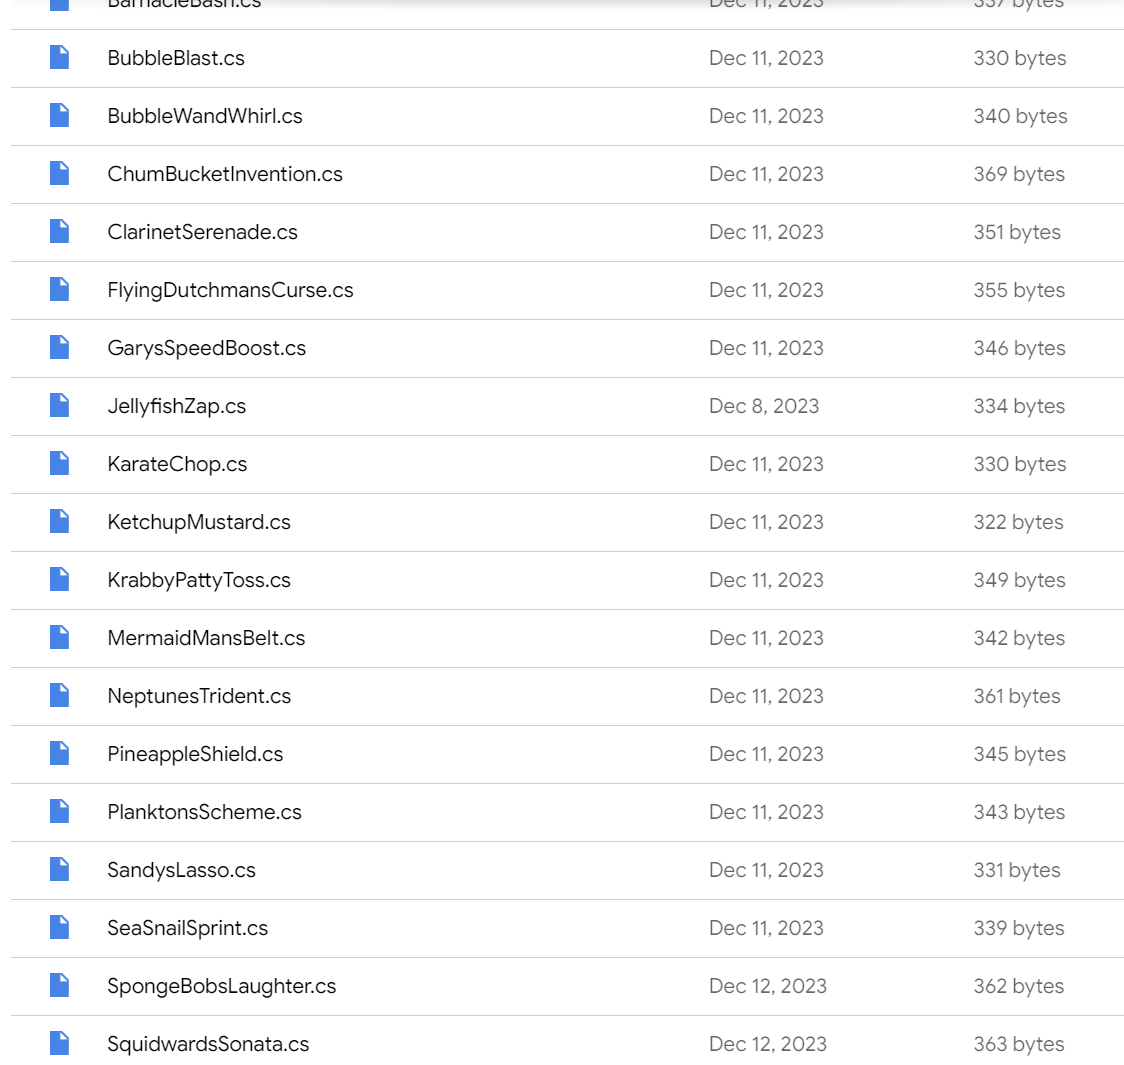 BarnacleBash.cs Dec 11, 2023 337 bytes
BubbleBlast.cs Dec 11, 2023 330 bytes
BubbleWandWhirl.cs Dec 11, 2023 340 bytes
ChumBucketInvention.cs Dec 11, 2023 369 bytes
ClarinetSerenade.cs Dec 11, 2023 351 bytes
FlyingDutchmansCurse.cs Dec 11, 2023 355 bytes
GarysSpeedBoost.cs Dec 11, 2023 346 bytes
JellyfishZap.cs Dec 8, 2023 334 bytes
KarateChop.cs Dec 11, 2023 330 bytes
KetchupMustard.cs Dec 11, 2023 322 bytes
KrabbyPattyToss.cs Dec 11, 2023 349 bytes
MermaidMansBelt.cs Dec 11, 2023 342 bytes
NeptunesTrident.cs Dec 11, 2023 361 bytes
PineappleShield.cs Dec 11, 2023 345 bytes
PlanktonsScheme.cs Dec 11, 2023 343 bytes
SandysLasso.cs Dec 11, 2023 331 bytes
SeaSnailSprint.cs Dec 11, 2023 339 bytes
SpongeBobsLaughter.cs Dec 12, 2023 362 bytes
SquidwardsSonata.cs Dec 12, 2023 363 bytes